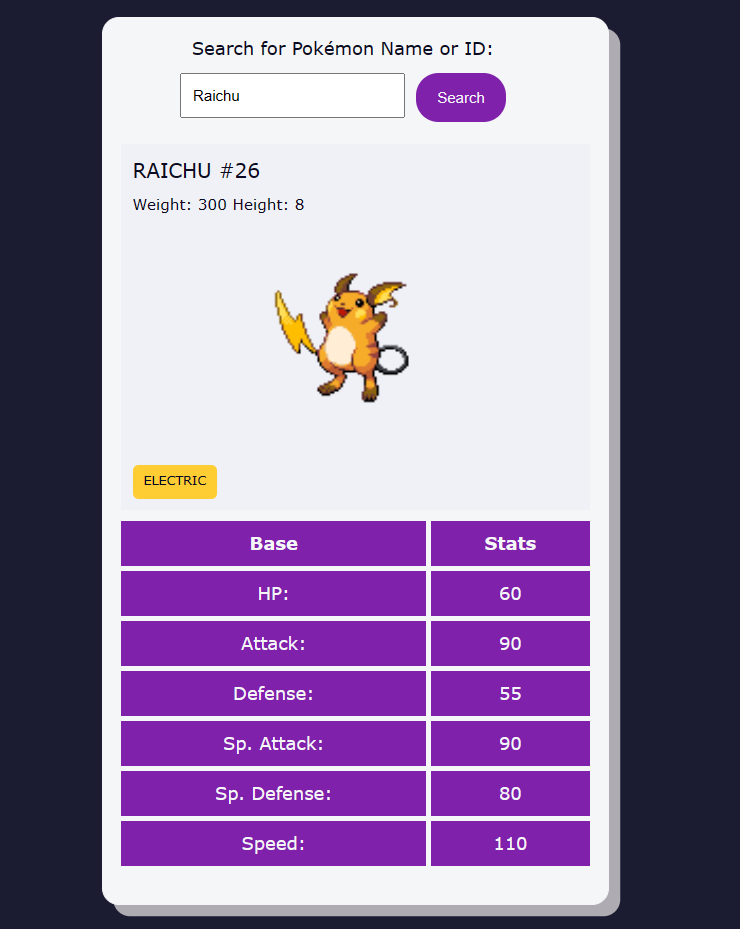 Search for Pokémon Name or ID:
Raichu Search
RAICHU #26
Weight: 300 Height: 8
ELECTRIC
Base Stats
HP: 60
Attack: 90
Defense: 55
Sp. Attack: 90
Sp. Defense: 80
Speed: 110